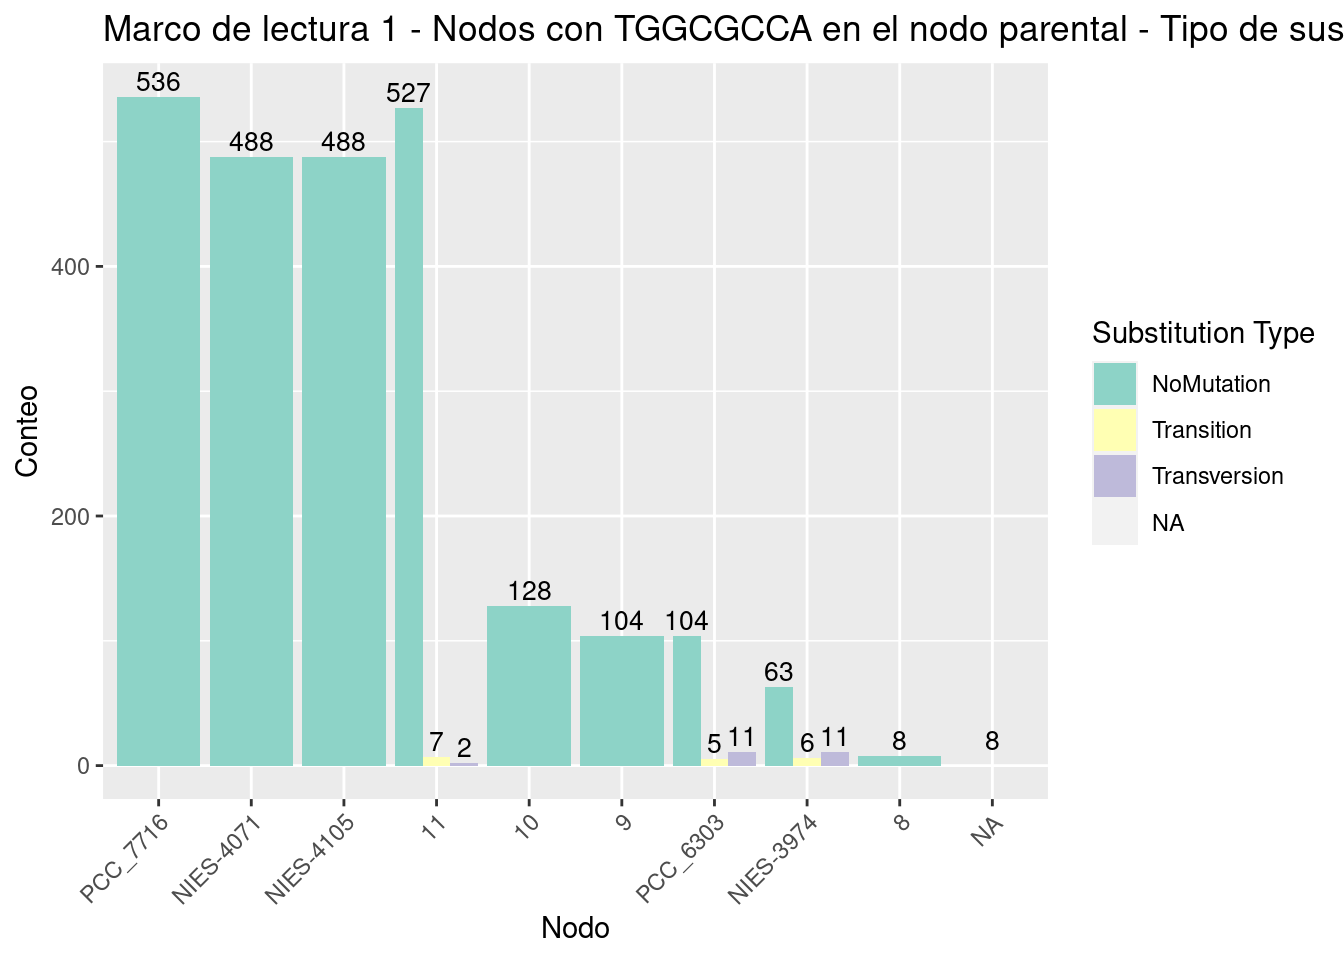 Marco de lectura 1 - Nodos con TGGCGCCA en el nodo parental - Tipo de sus
536
488
488
527
7
2
128
104
104
5
11
63
6
11
8
8
400
200
0
Conteo
PCC_7716
NIES-4071
NIES-4105
11
10
9
PCC_6303
NIES-3974
8
NA
Nodo
Substitution Type
NoMutation
Transition
Transversion
NA